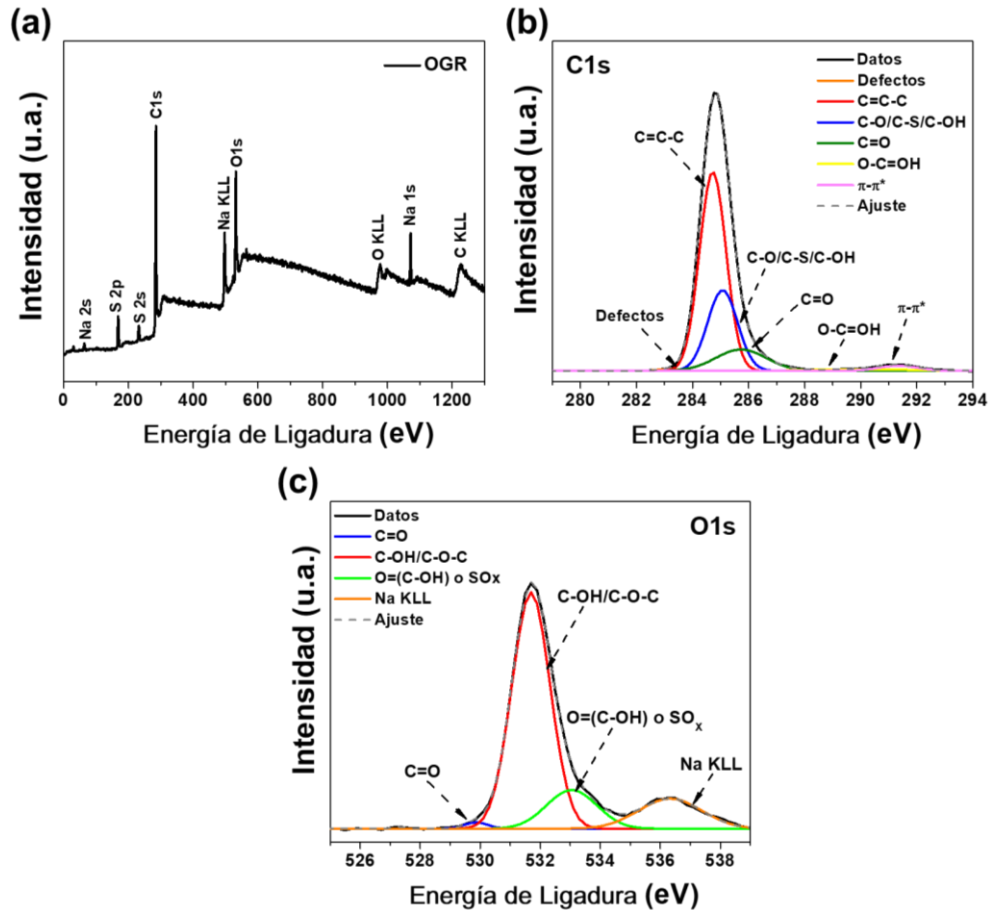 (a)
OGR
Na 2s
S 2p
S 2s
C1s
Na KLL
O1s
O KLL
Na 1s
C KLL
Intensidad (u.a.)
0 200 400 600 800 1000 1200
Energía de Ligadura (eV)
(b)
C1s
Datos
Defectos
C=C-C
C-O/C-S/C-OH
C=O
O-C=OH
π-π*
Ajuste
C=C-C
C-O/C-S/C-OH
C=O
Defectos
O-C=OH
π-π*
Intensidad (u.a.)
280 282 284 286 288 290 292 294
Energía de Ligadura (eV)
(c)
O1s
Datos
C=O
C-OH/C-O-C
O=(C-OH) o SOx
Na KLL
Ajuste
C-OH/C-O-C
O=(C-OH) o SOₓ
C=O
Na KLL
Intensidad (u.a.)
526 528 530 532 534 536 538
Energía de Ligadura (eV)